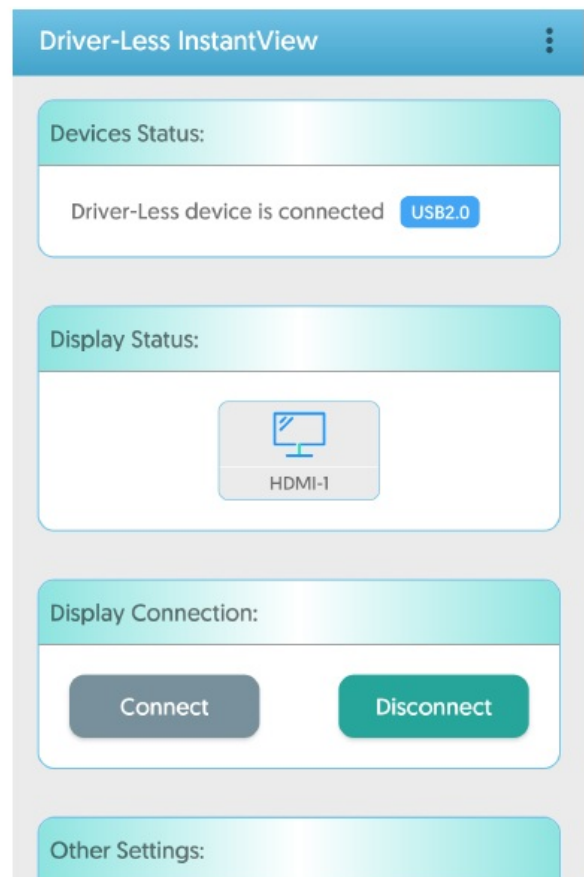 Driver-Less InstantView
Devices Status:
Driver-Less device is connected USB2.0
Display Status:
HDMI-1
Display Connection:
Connect Disconnect
Other Settings: